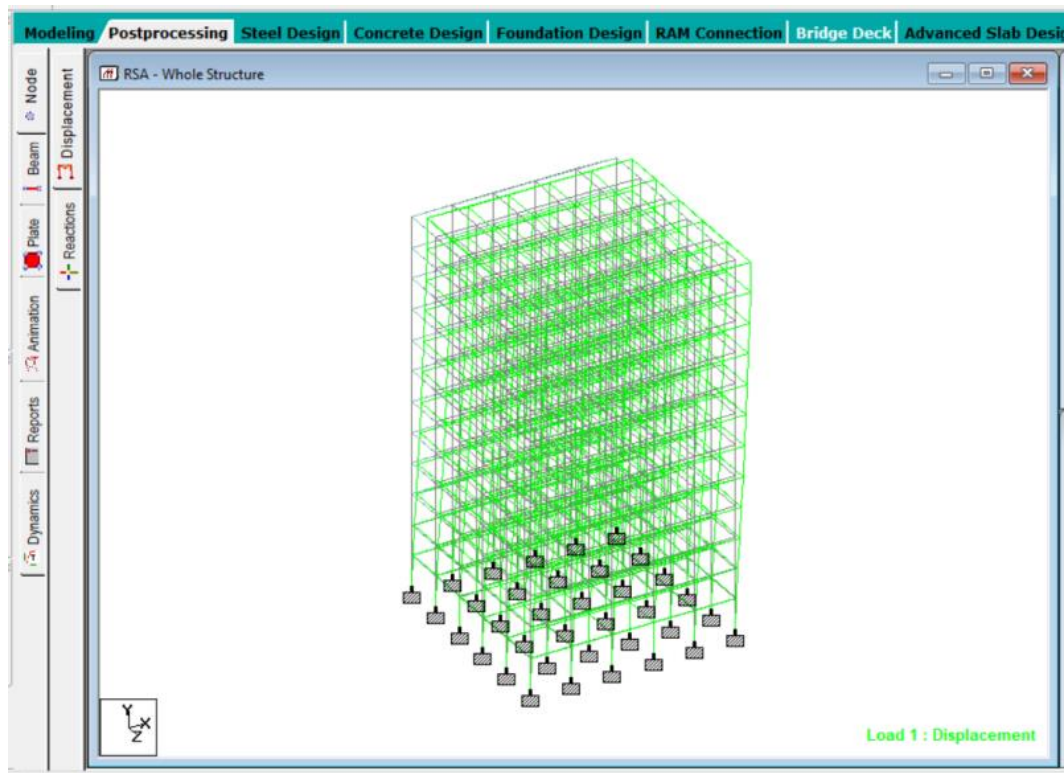 Modeling Postprocessing Steel Design Concrete Design Foundation Design RAM Connection Bridge Deck Advanced Slab Desig
Node
Beam
Plate
Animation
Reports
Dynamics
Displacement
Reactions
RSA - Whole Structure
Y
X
Z
Load 1 : Displacement